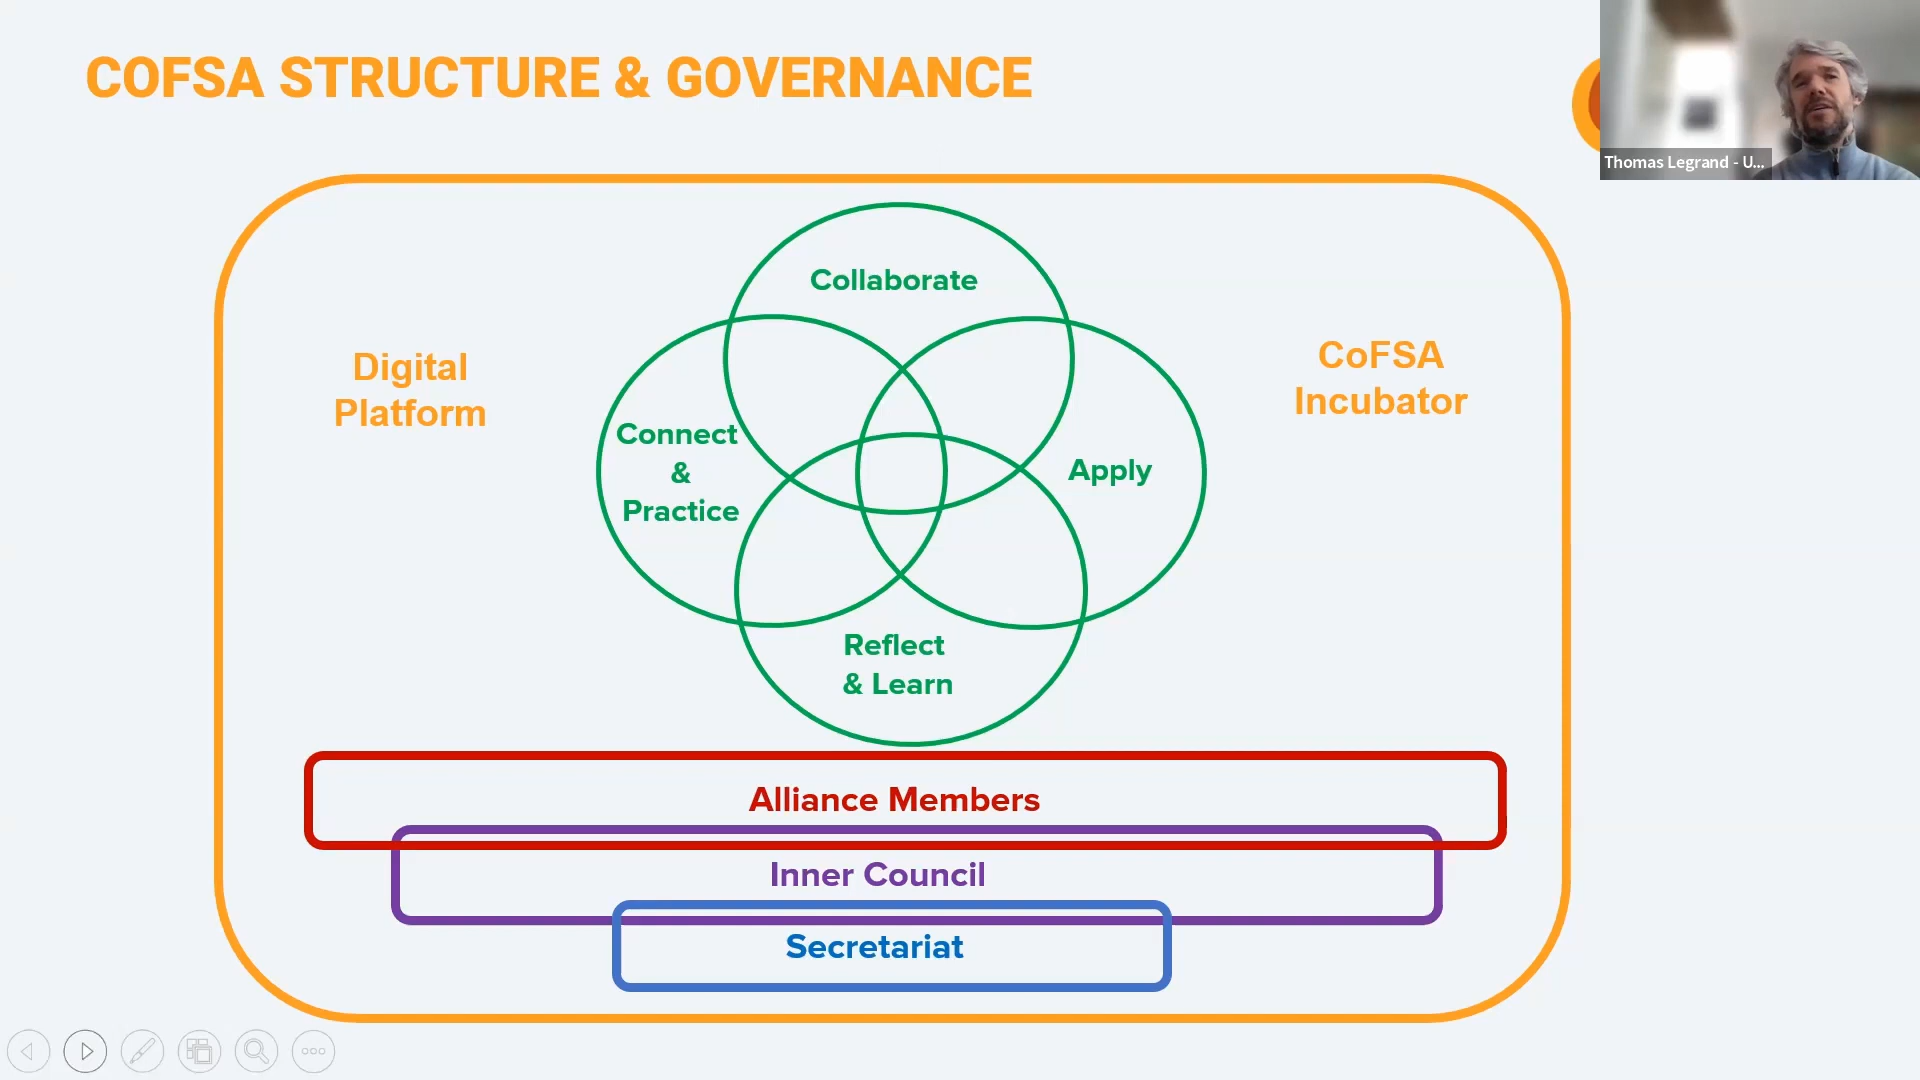 COFSA STRUCTURE & GOVERNANCE
Thomas Legrand - U...
Collaborate
Digital
Platform
CoFSA
Incubator
Connect
&
Practice
Apply
Reflect
& Learn
Alliance Members
Inner Council
Secretariat